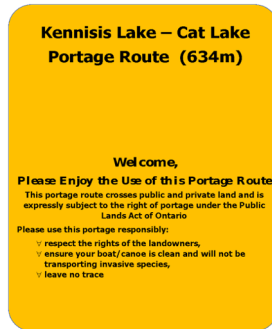 Kennisis Lake – Cat Lake
Portage Route (634m)
Welcome,
Please Enjoy the Use of this Portage Route
This portage route crosses public and private land and is
expressly subject to the right of portage under the Public
Lands Act of Ontario
Please use this portage responsibly:
∀ respect the rights of the landowners,
∀ ensure your boat/canoe is clean and will not be
transporting invasive species,
∀ leave no trace